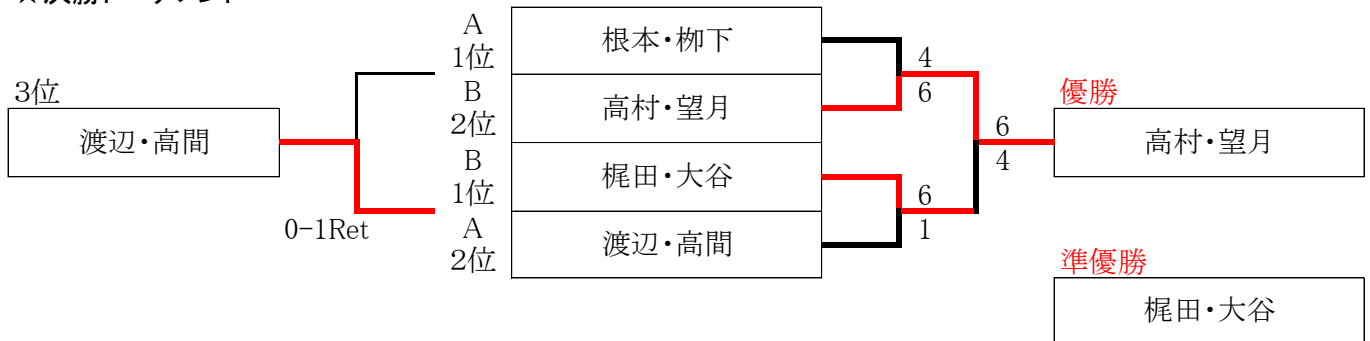 A
1位
根本・栁下
4
3位
B
2位
高村・望月
6
優勝
渡辺・高間
6
高村・望月
B
1位
梶田・大谷
4
6
0-1Ret
A
2位
渡辺・高間
1
準優勝
梶田・大谷